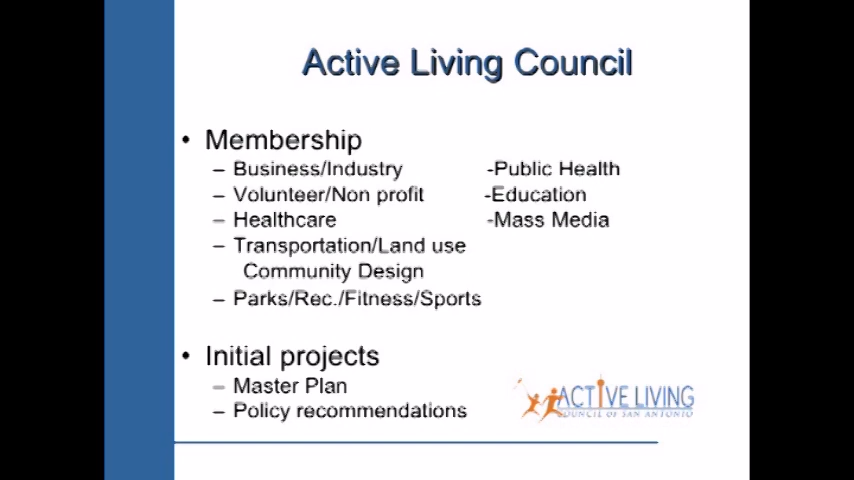 Active Living Council
• Membership
– Business/Industry -Public Health
– Volunteer/Non profit -Education
– Healthcare -Mass Media
– Transportation/Land use
Community Design
– Parks/Rec./Fitness/Sports
• Initial projects
– Master Plan
– Policy recommendations
ACTIVE LIVING
COUNCIL OF SAN ANTONIO